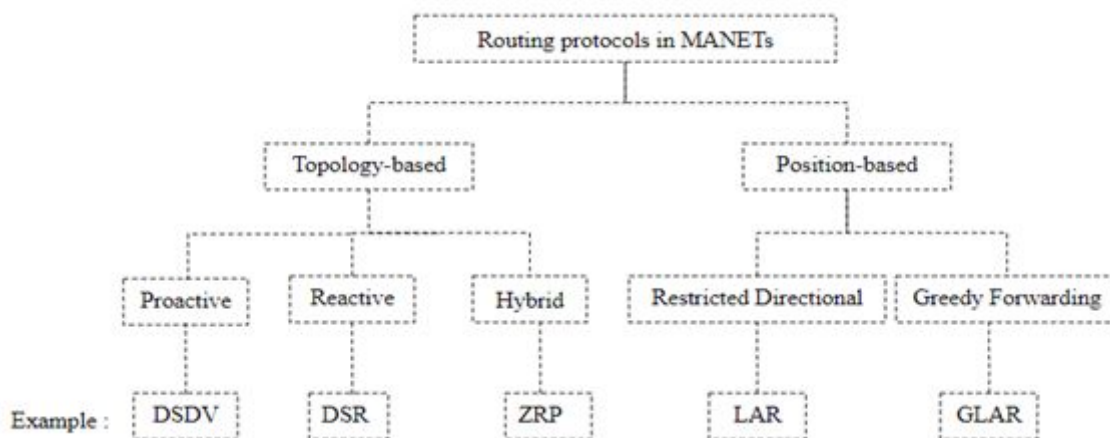 Routing protocols in MANETs
Topology-based
Position-based
Proactive
Reactive
Hybrid
Restricted Directional
Greedy Forwarding
Example :
DSDV
DSR
ZRP
LAR
GLAR